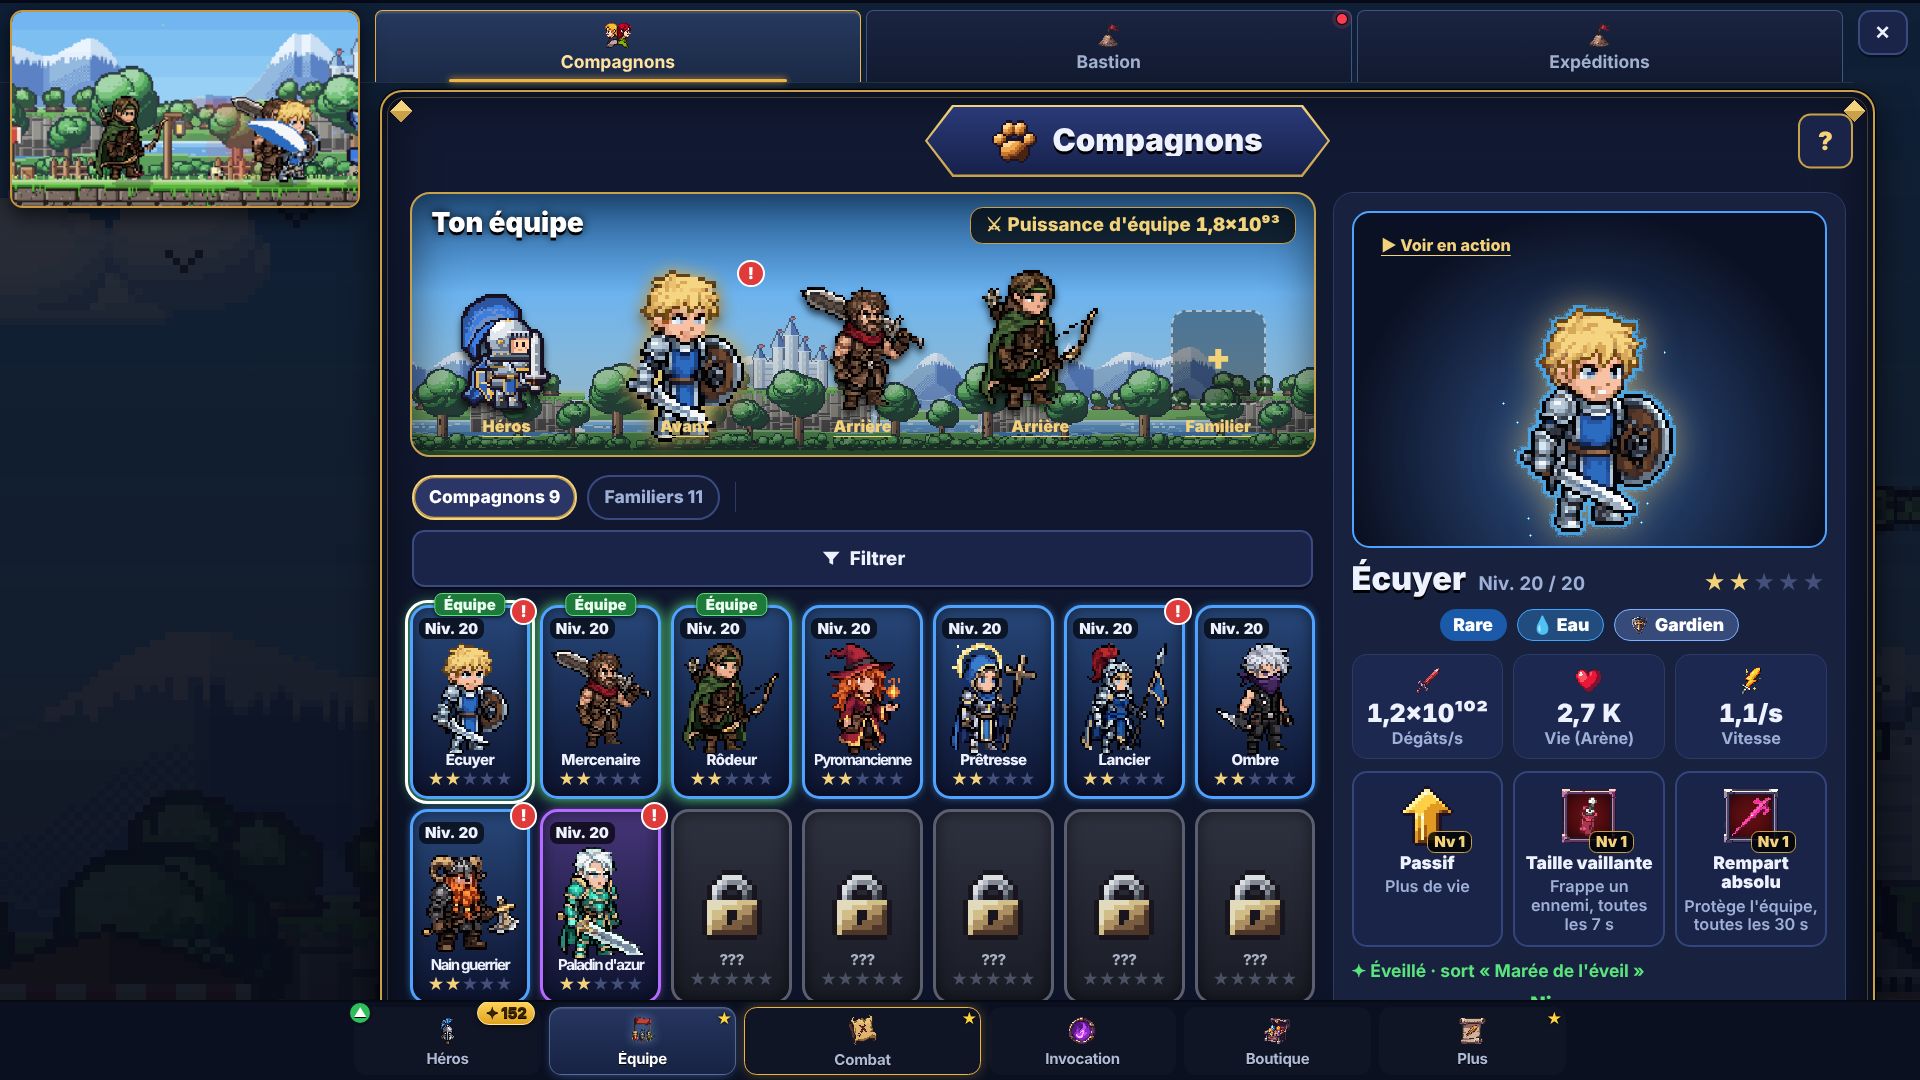 Compagnons
Bastion
Expéditions
×
Compagnons
?
Ton équipe
Puissance d'équipe 1,8×10⁹³
!
Héros
Avant
Arrière
Arrière
+
Familier
Compagnons 9
Familiers 11
Filtrer
Équipe
!
Niv. 20
Écuyer
Équipe
Niv. 20
Mercenaire
Équipe
Niv. 20
Rôdeur
Niv. 20
Pyromancienne
Niv. 20
Prêtresse
!
Niv. 20
Lancier
Niv. 20
Ombre
!
Niv. 20
Nain guerrier
!
Niv. 20
Paladin d'azur
???
???
???
???
???
▶ Voir en action
Écuyer Niv. 20 / 20
Rare
Eau
Gardien
1,2×10¹⁰²
Dégâts/s
2,7 K
Vie (Arène)
1,1/s
Vitesse
Nv 1
Passif
Plus de vie
Nv 1
Taille vaillante
Frappe un
ennemi, toutes
les 7 s
Nv 1
Rempart
absolu
Protège l'équipe,
toutes les 30 s
✦ Éveillé · sort « Marée de l'éveil »
✦152
Héros
Équipe
Combat
Invocation
Boutique
Plus